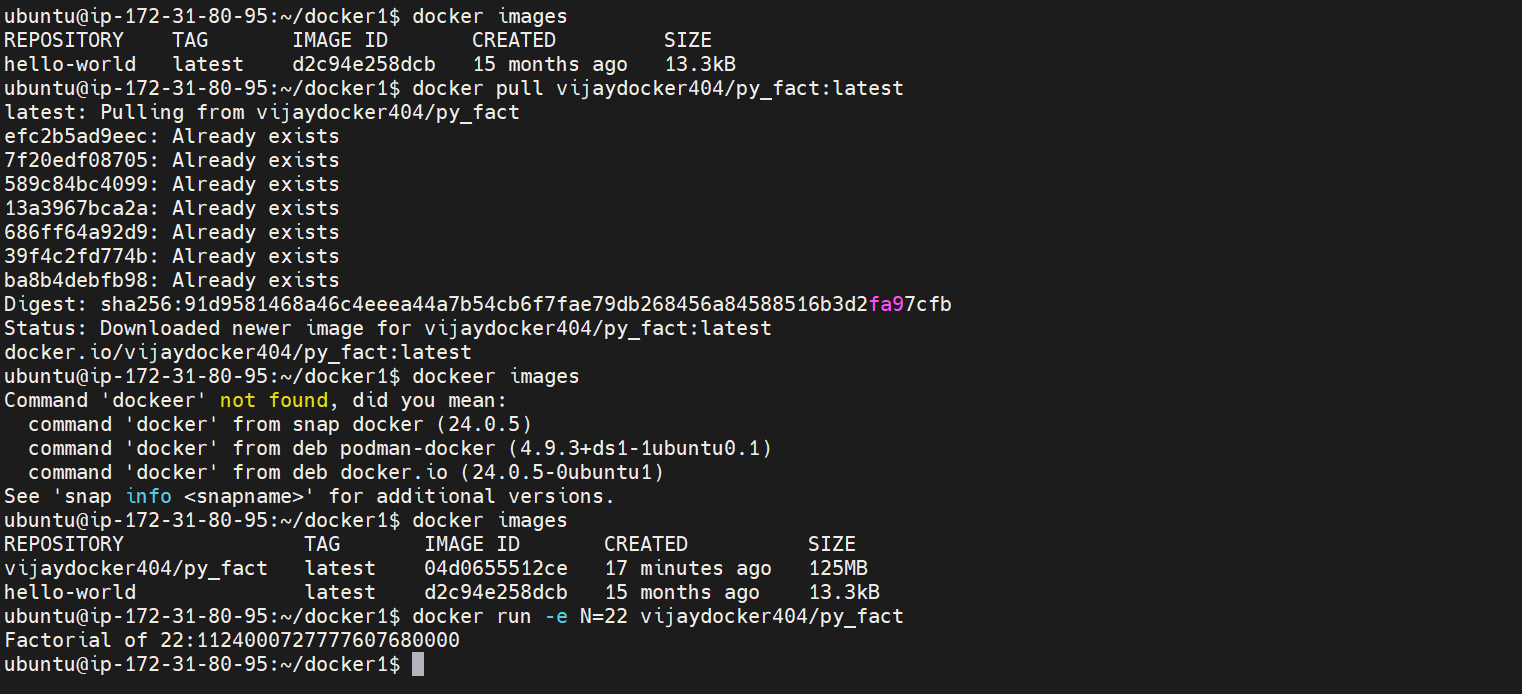 ubuntu@ip-172-31-80-95:~/docker1$ docker images
REPOSITORY    TAG       IMAGE ID       CREATED         SIZE
hello-world   latest    d2c94e258dcb   15 months ago   13.3kB
ubuntu@ip-172-31-80-95:~/docker1$ docker pull vijaydocker404/py_fact:latest
latest: Pulling from vijaydocker404/py_fact
efc2b5ad9eec: Already exists
7f20edf08705: Already exists
589c84bc4099: Already exists
13a3967bca2a: Already exists
686ff64a92d9: Already exists
39f4c2fd774b: Already exists
ba8b4debfb98: Already exists
Digest: sha256:91d9581468a46c4eeea44a7b54cb6f7fae79db268456a84588516b3d2fa97cfb
Status: Downloaded newer image for vijaydocker404/py_fact:latest
docker.io/vijaydocker404/py_fact:latest
ubuntu@ip-172-31-80-95:~/docker1$ dockeer images
Command 'dockeer' not found, did you mean:
  command 'docker' from snap docker (24.0.5)
  command 'docker' from deb podman-docker (4.9.3+ds1-1ubuntu0.1)
  command 'docker' from deb docker.io (24.0.5-0ubuntu1)
See 'snap info <snapname>' for additional versions.
ubuntu@ip-172-31-80-95:~/docker1$ docker images
REPOSITORY               TAG       IMAGE ID       CREATED          SIZE
vijaydocker404/py_fact   latest    04d0655512ce   17 minutes ago   125MB
hello-world              latest    d2c94e258dcb   15 months ago    13.3kB
ubuntu@ip-172-31-80-95:~/docker1$ docker run -e N=22 vijaydocker404/py_fact
Factorial of 22:1124000727777607680000
ubuntu@ip-172-31-80-95:~/docker1$